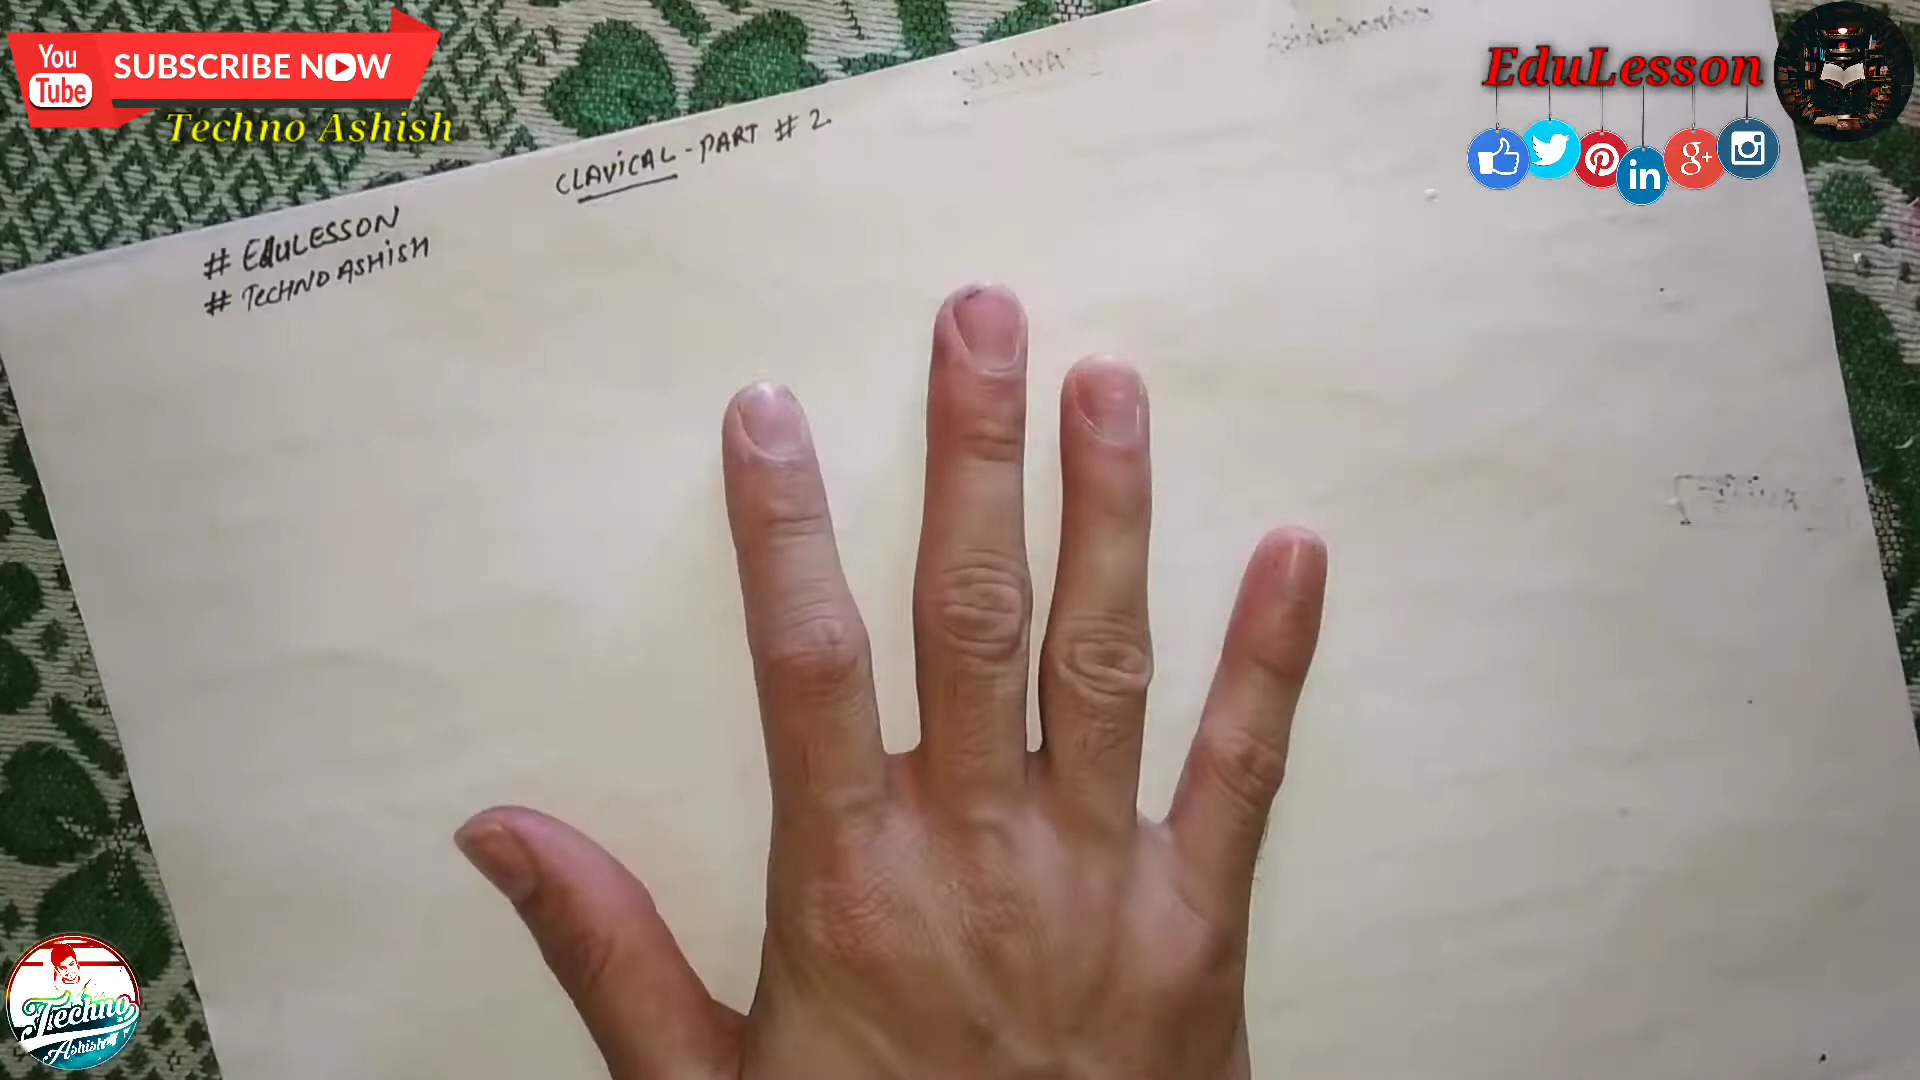 You
Tube
SUBSCRIBE NOW
Techno Ashish
EduLesson
CLAVICAL - PART # 2
# EDULESSON
# TECHNO ASHISH
Techno
Ashish